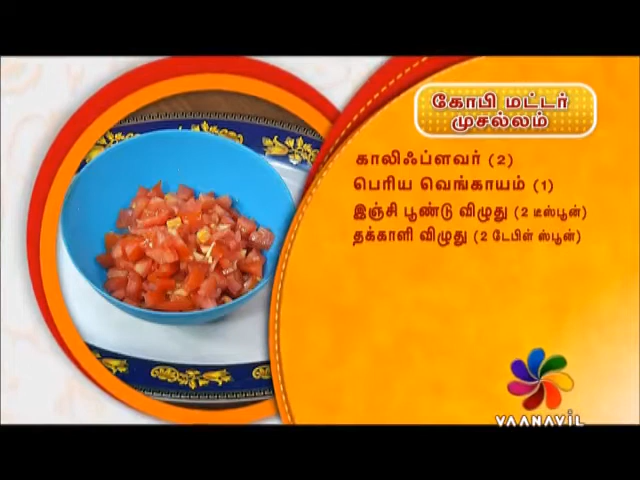 கோபி மட்டர்
முசல்லம்
காலிஃப்ளவர் (2)
பெரிய வெங்காயம் (1)
இஞ்சி பூண்டு விழுது (2 டீஸ்பூன்)
தக்காளி விழுது (2 டேபிள் ஸ்பூன்)
VAANAVIL